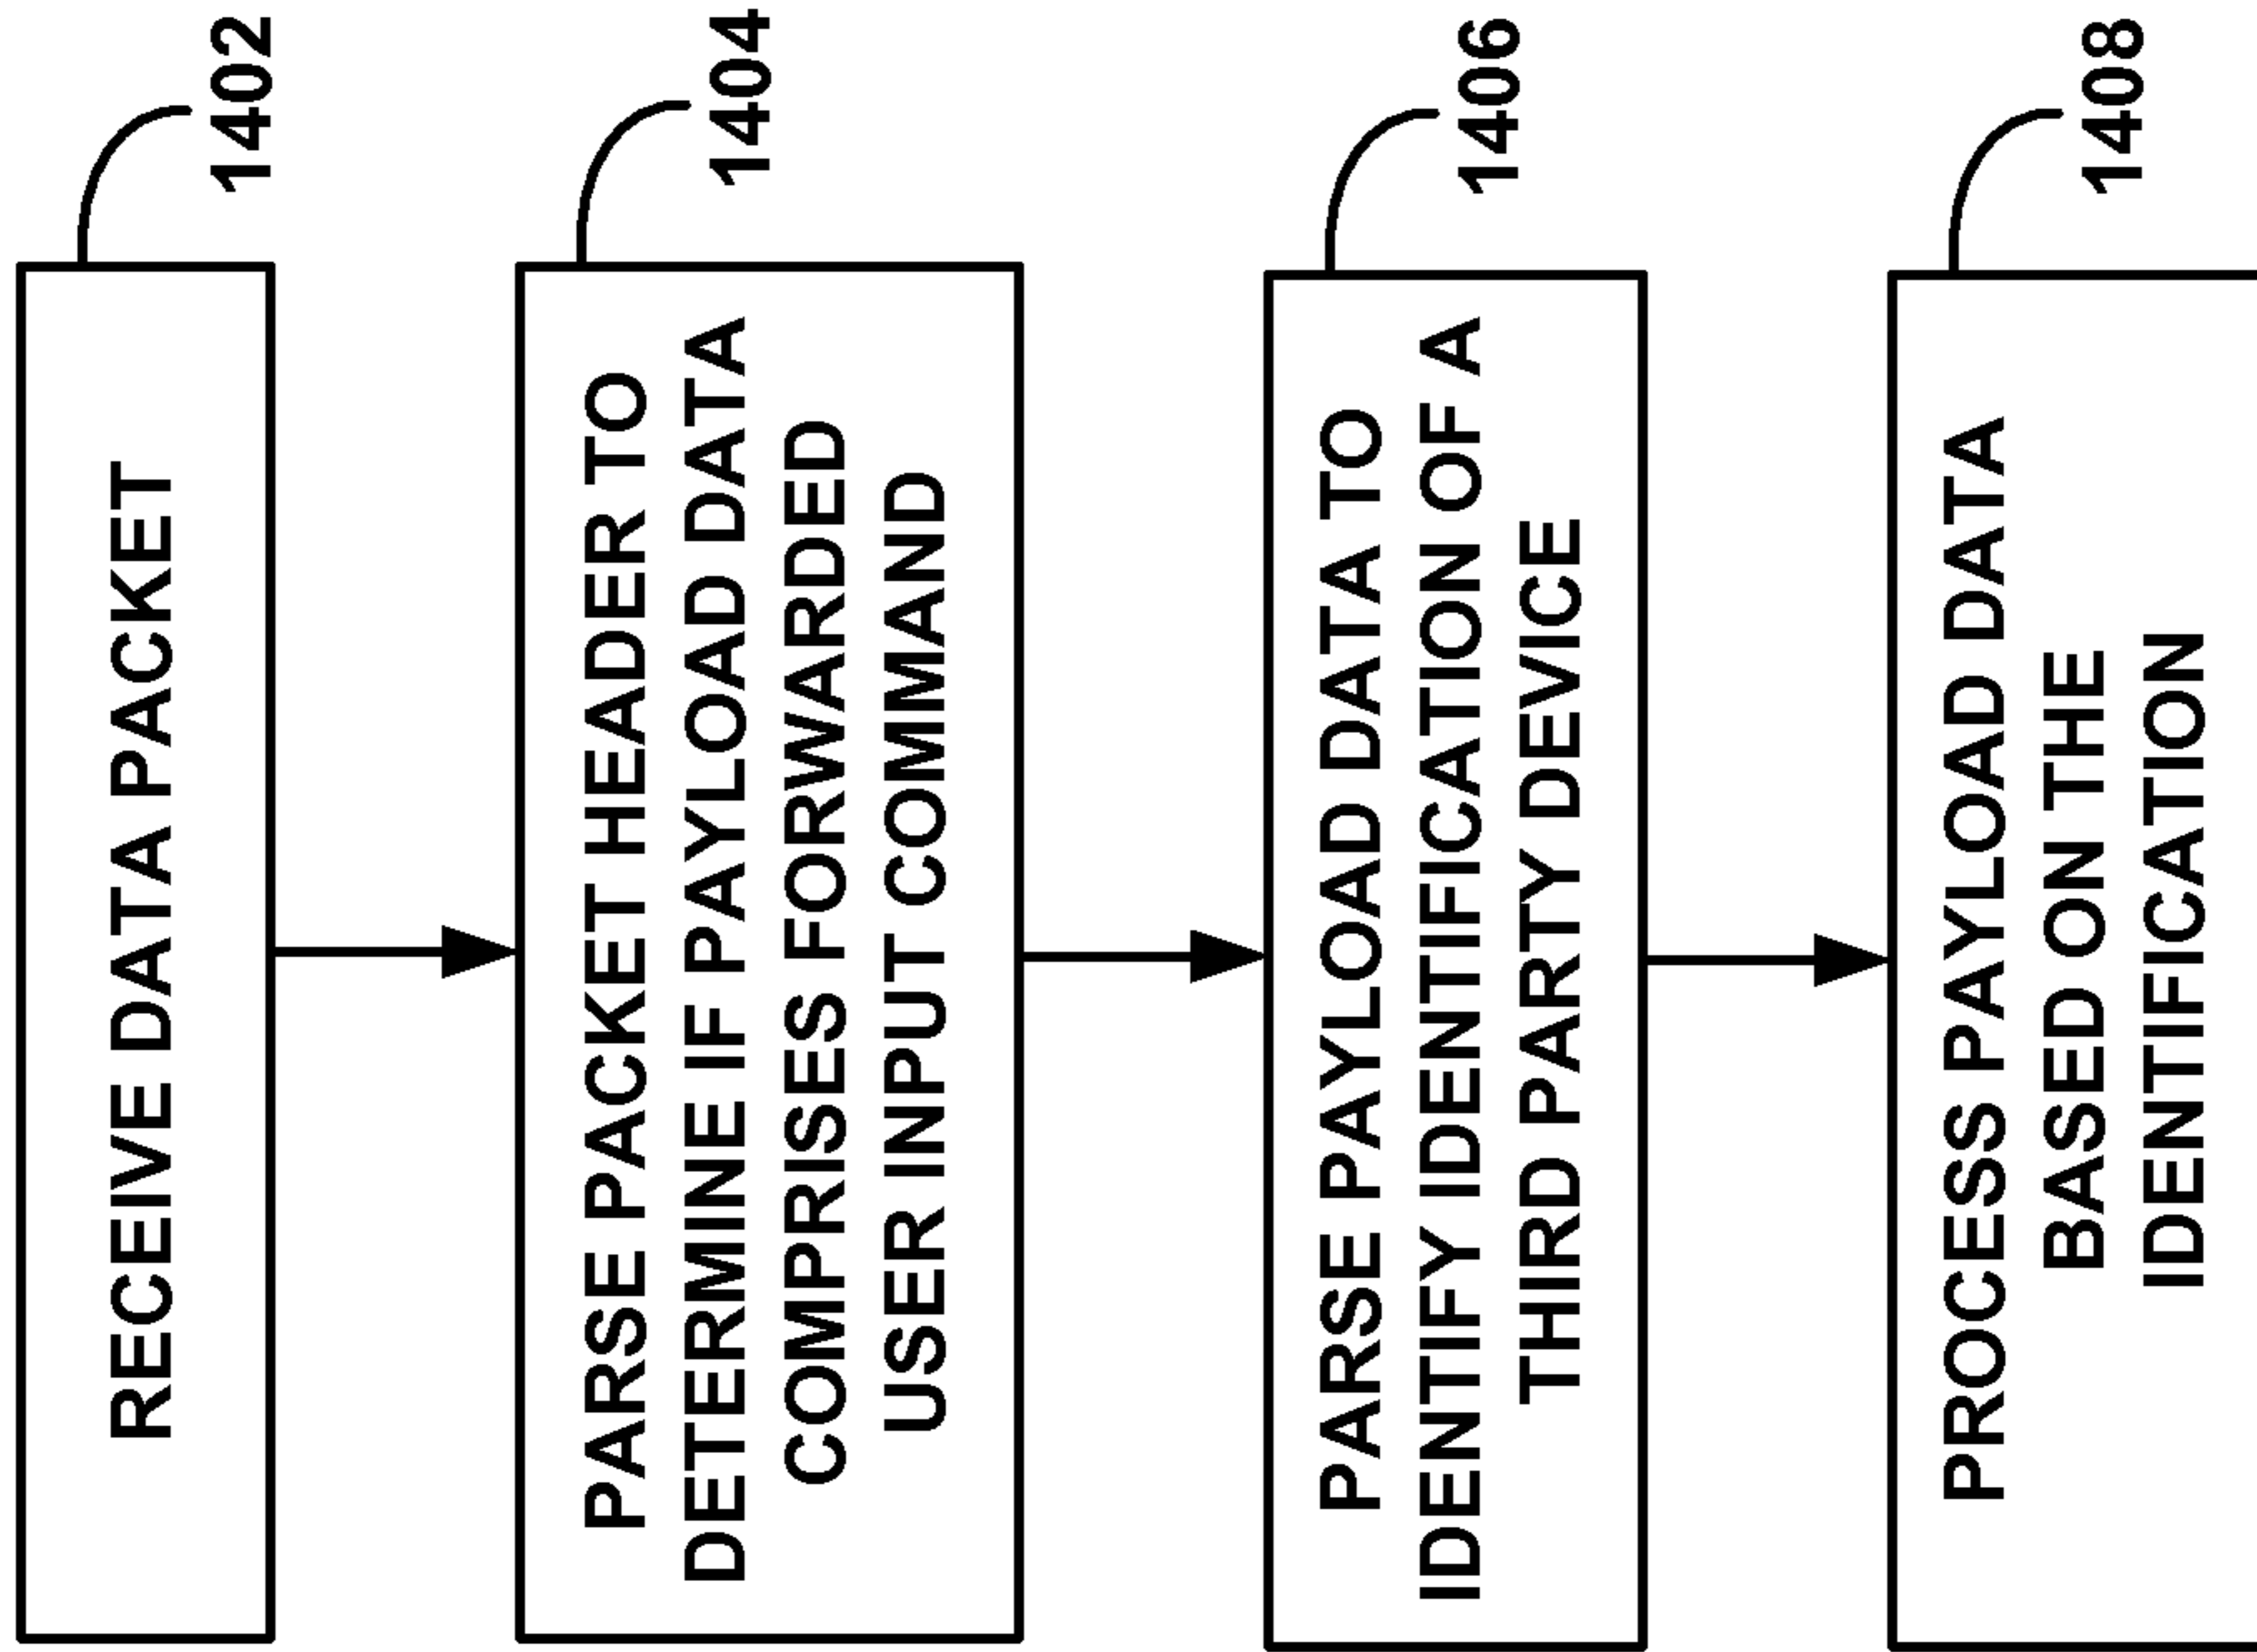 RECEIVE DATA PACKET
1402
PARSE PACKET HEADER TO
DETERMINE IF PAYLOAD DATA
COMPRISES FORWARDED
USER INPUT COMMAND
1404
PARSE PAYLOAD DATA TO
IDENTIFY IDENTIFICATION OF A
THIRD PARTY DEVICE
1406
PROCESS PAYLOAD DATA
BASED ON THE
IDENTIFICATION
1408